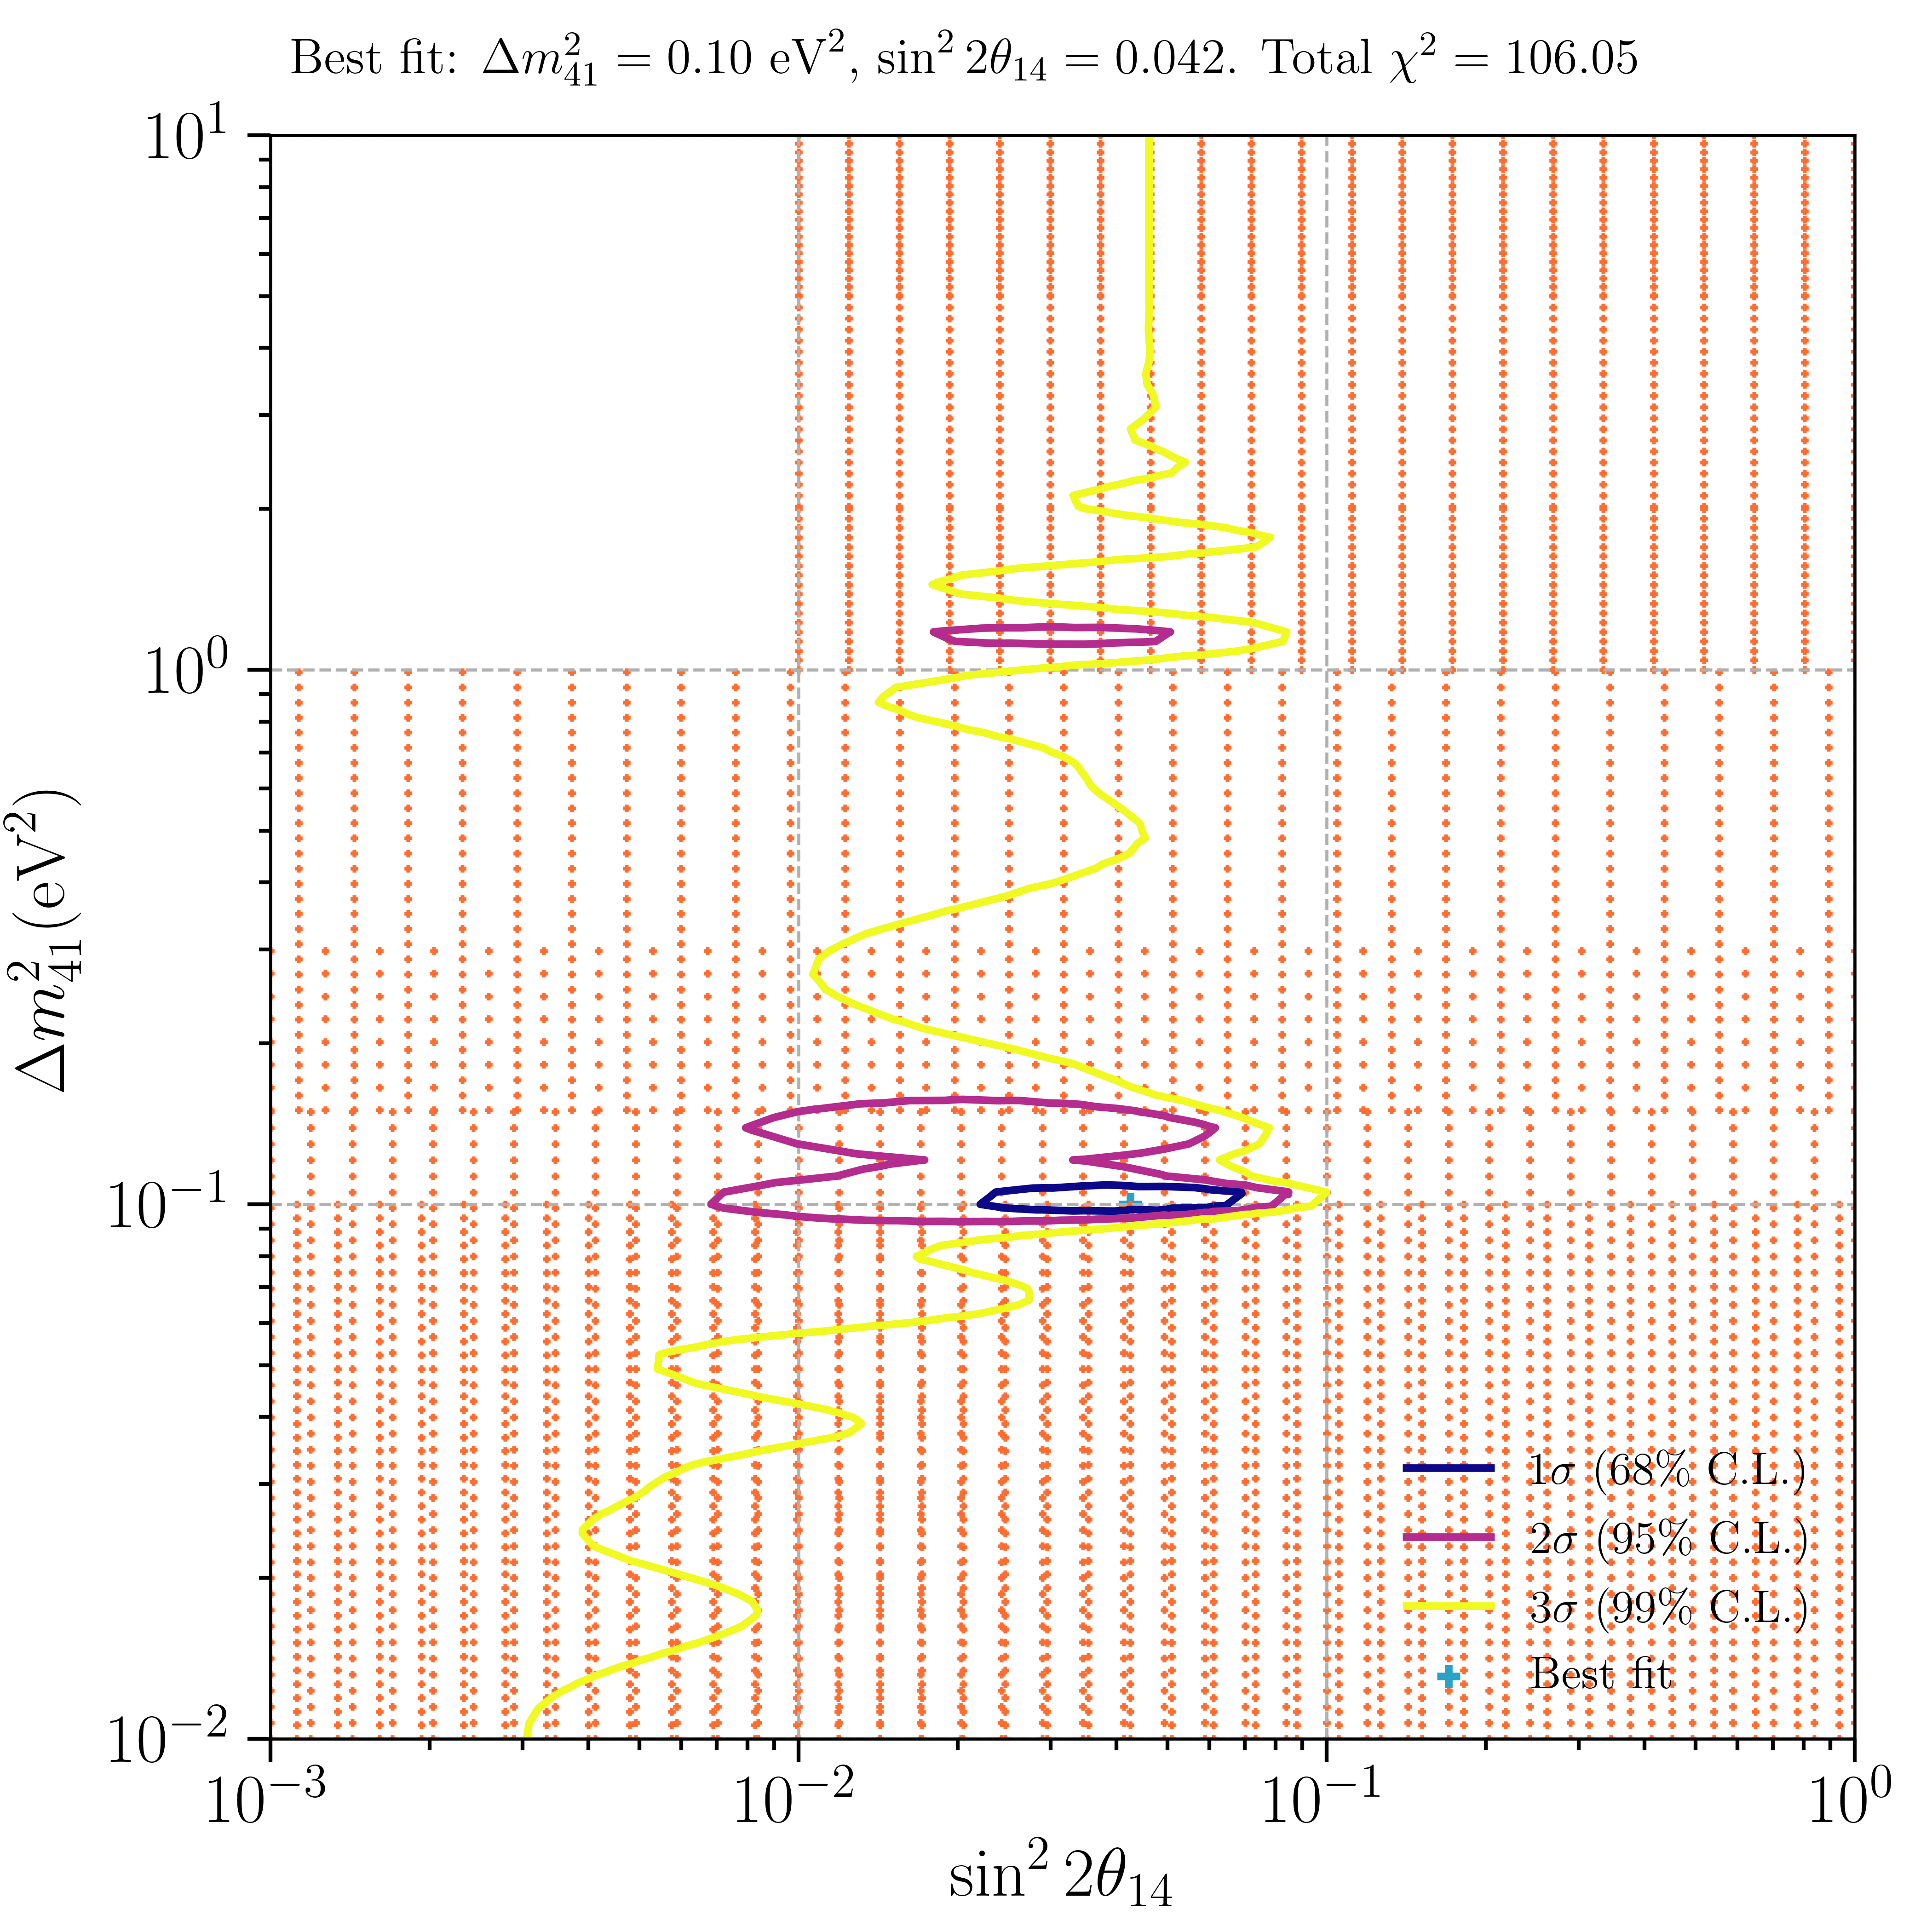 Best fit: Δm²₄₁ = 0.10 eV², sin² 2θ₁₄ = 0.042. Total χ² = 106.05
10¹
10⁰
10⁻¹
10⁻²
Δm²₄₁(eV²)
1σ (68% C.L.)
2σ (95% C.L.)
3σ (99% C.L.)
Best fit
10⁻³ 10⁻² 10⁻¹ 10⁰
sin² 2θ₁₄